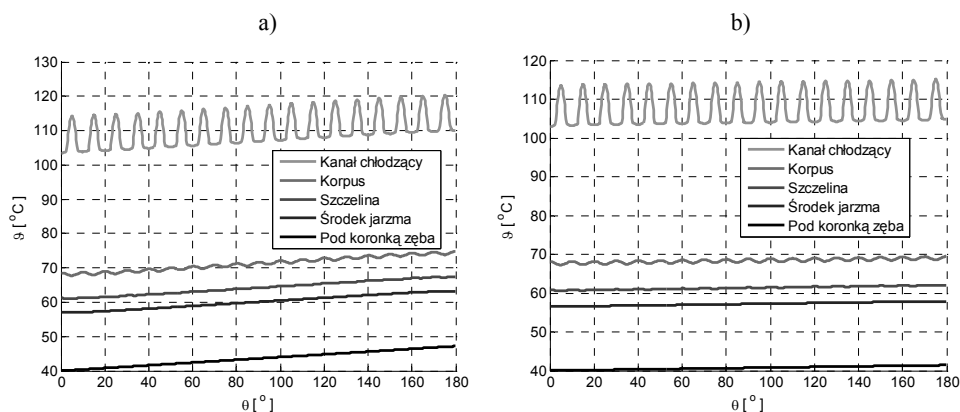 a)
130
120
110
100
90
80
70
60
50
40
0 20 40 60 80 100 120 140 160 180
ϑ [°C]
θ [°]
Kanał chłodzący
Korpus
Szczelina
Środek jarzma
Pod koronką zęba
b)
120
110
100
90
80
70
60
50
40
0 20 40 60 80 100 120 140 160 180
ϑ [°C]
θ [°]
Kanał chłodzący
Korpus
Szczelina
Środek jarzma
Pod koronką zęba